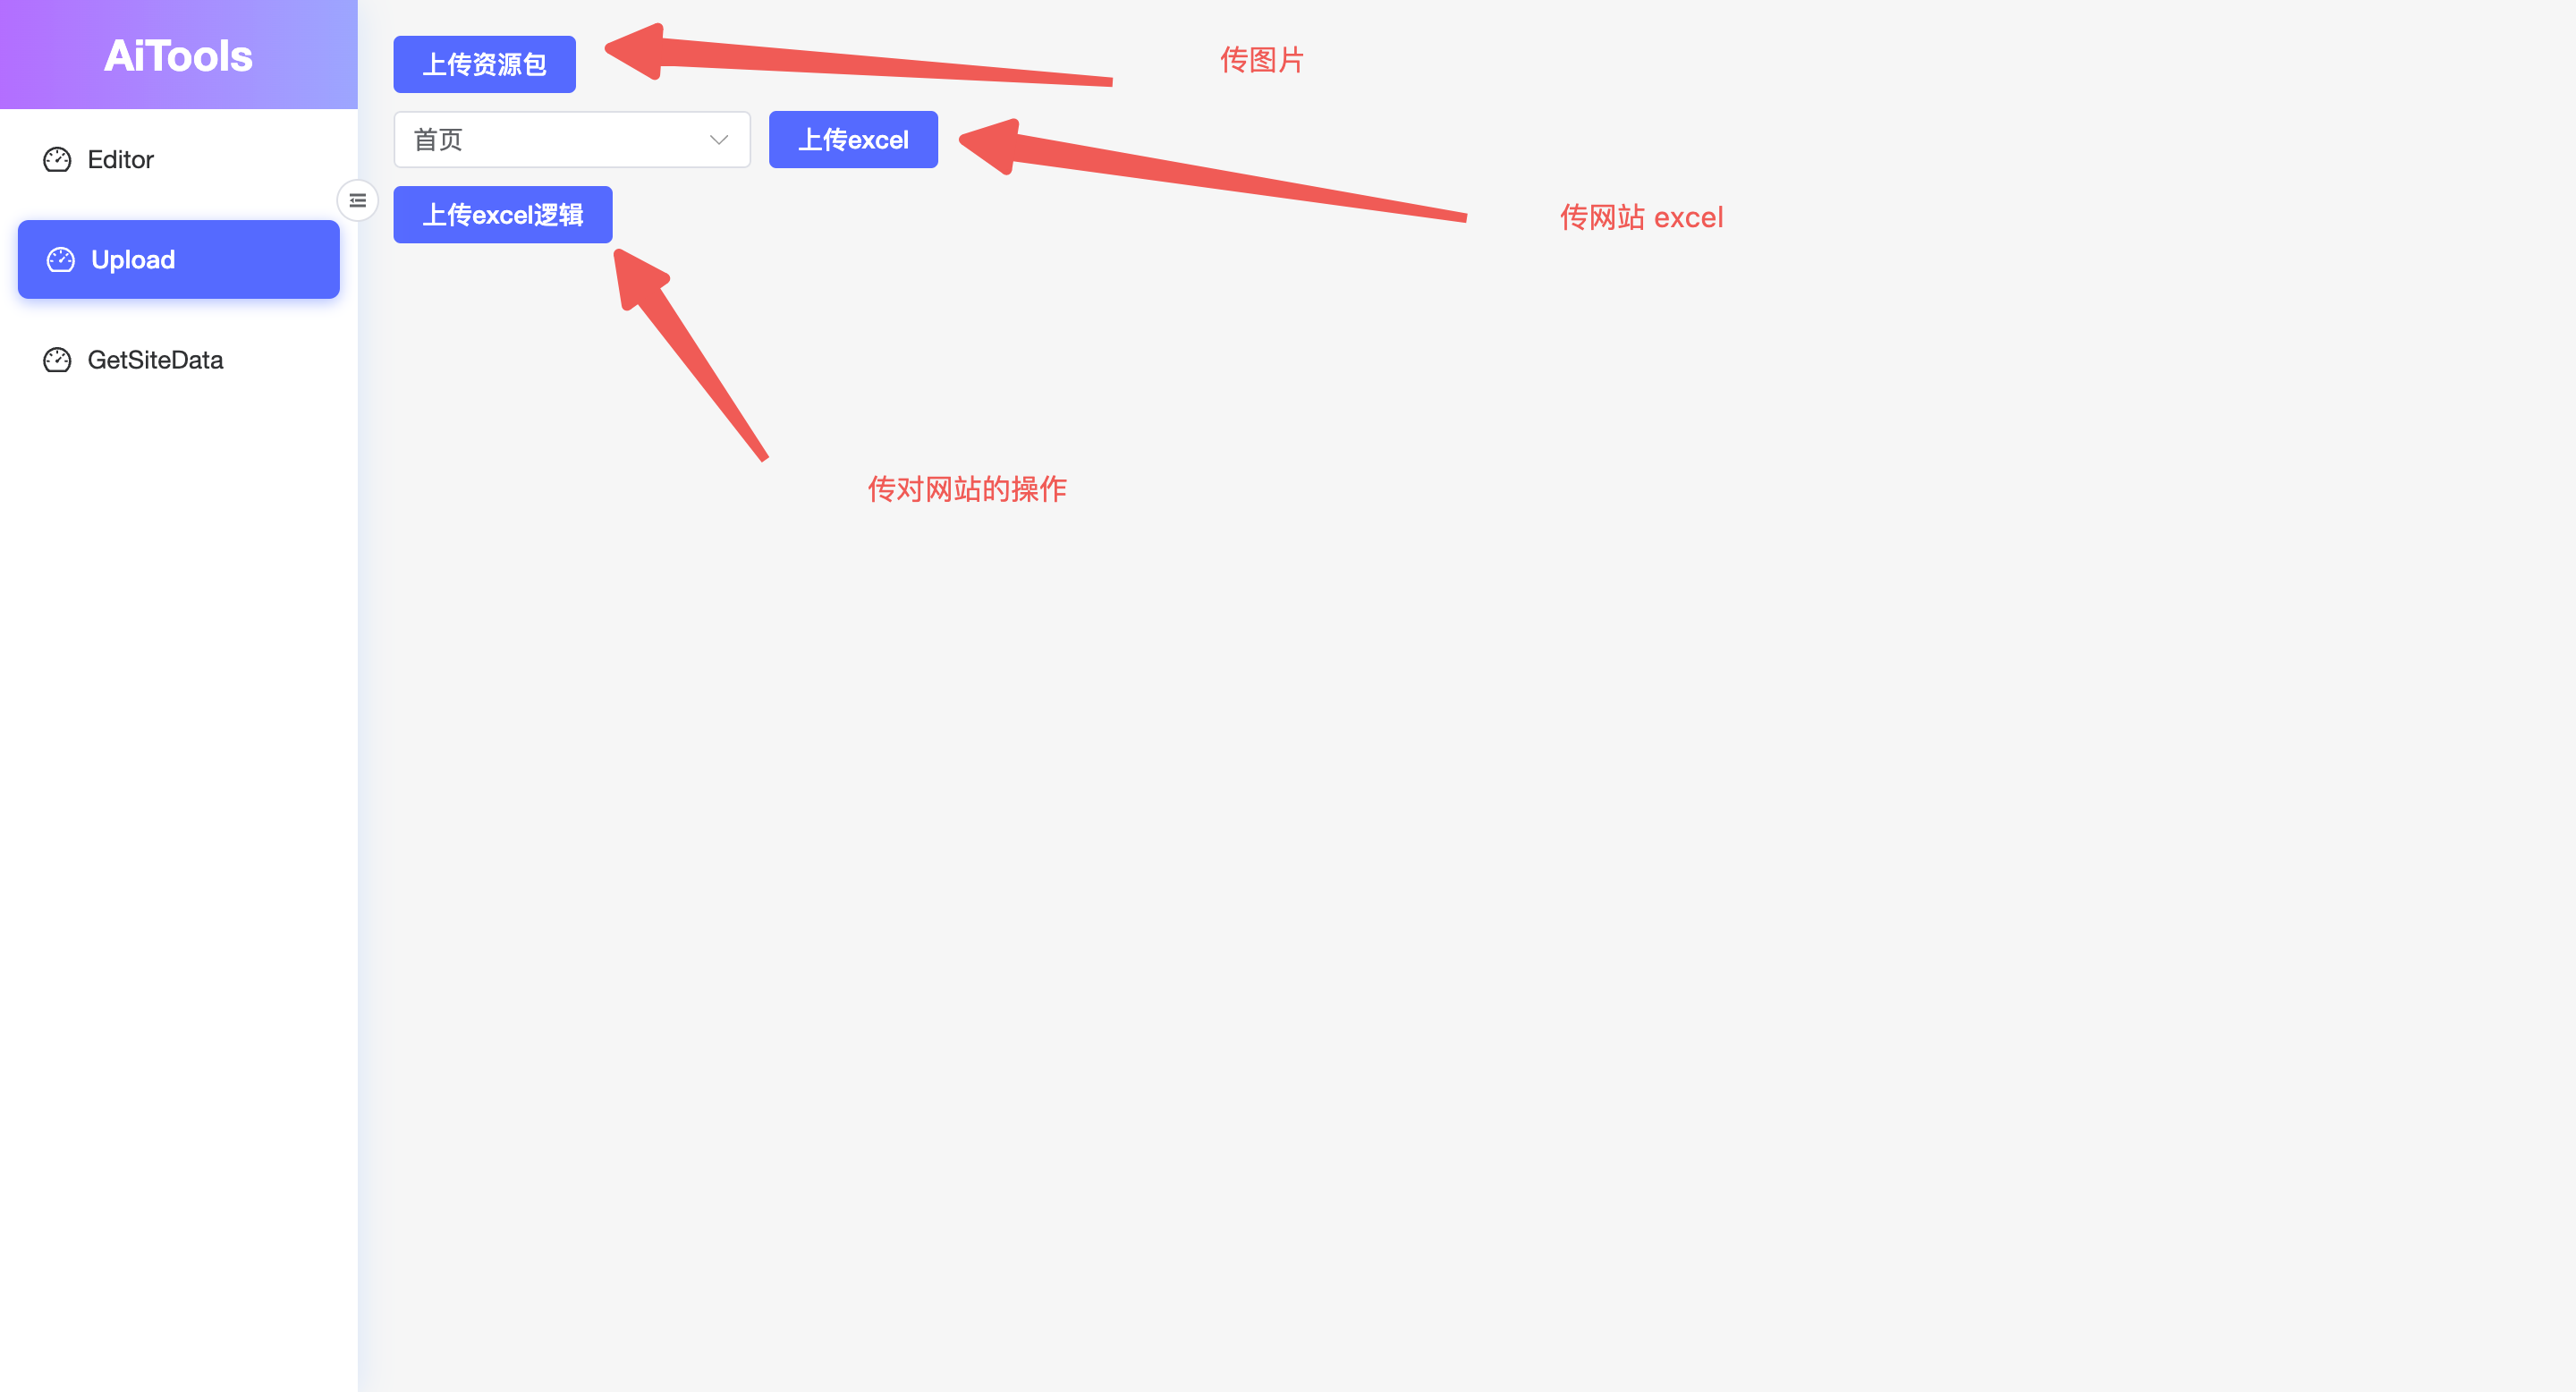 AiTools
Editor
Upload
GetSiteData
上传资源包
传图片
首页
上传excel
传网站 excel
上传excel逻辑
传对网站的操作